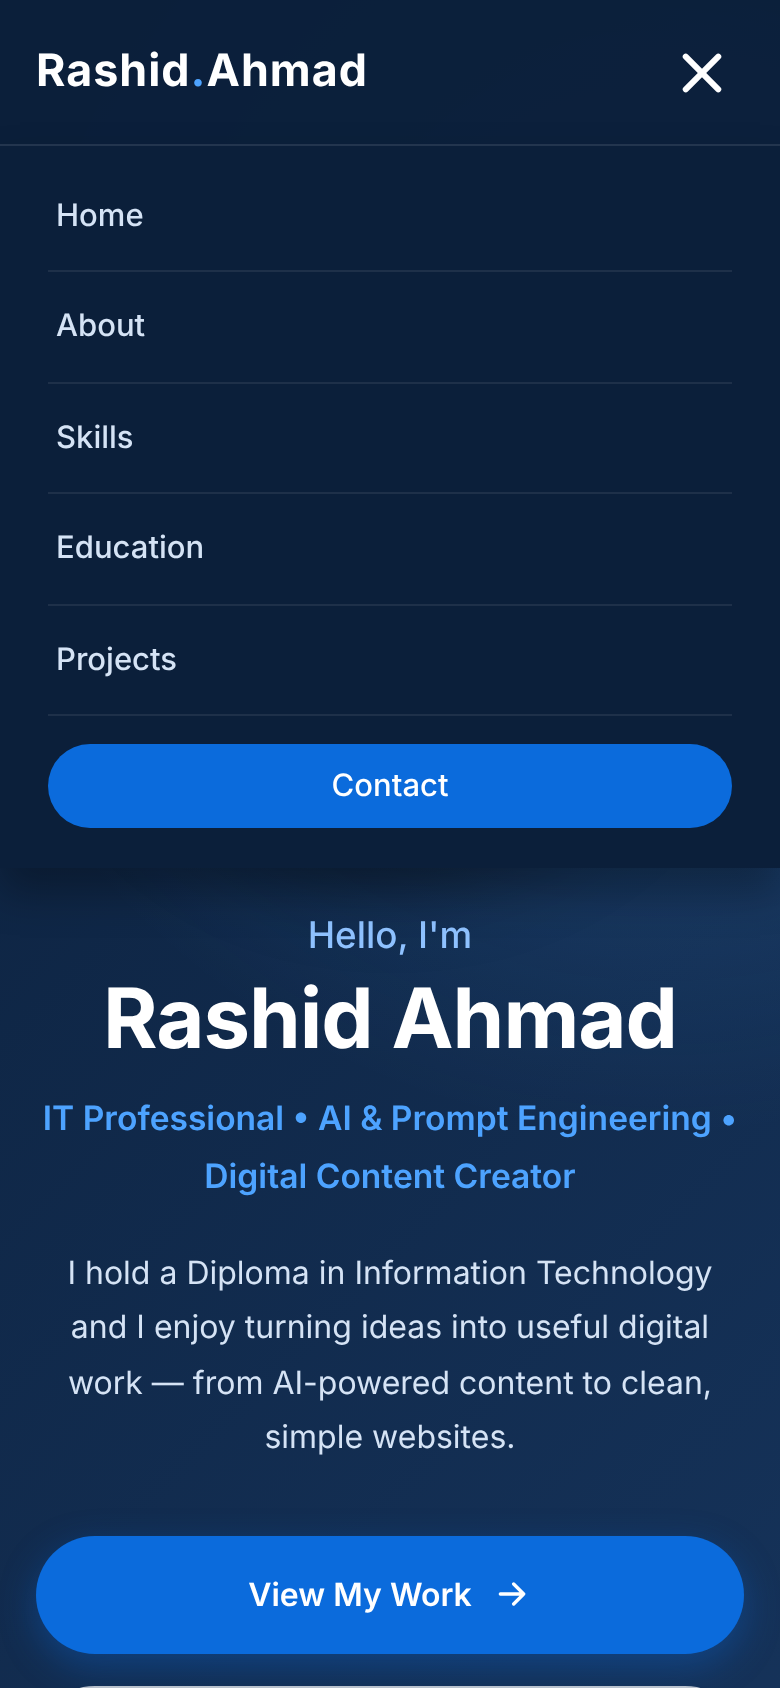 Rashid.Ahmad
Home
About
Skills
Education
Projects
Contact
Hello, I'm
Rashid Ahmad
IT Professional • AI & Prompt Engineering •
Digital Content Creator
I hold a Diploma in Information Technology
and I enjoy turning ideas into useful digital
work — from AI-powered content to clean,
simple websites.
View My Work →